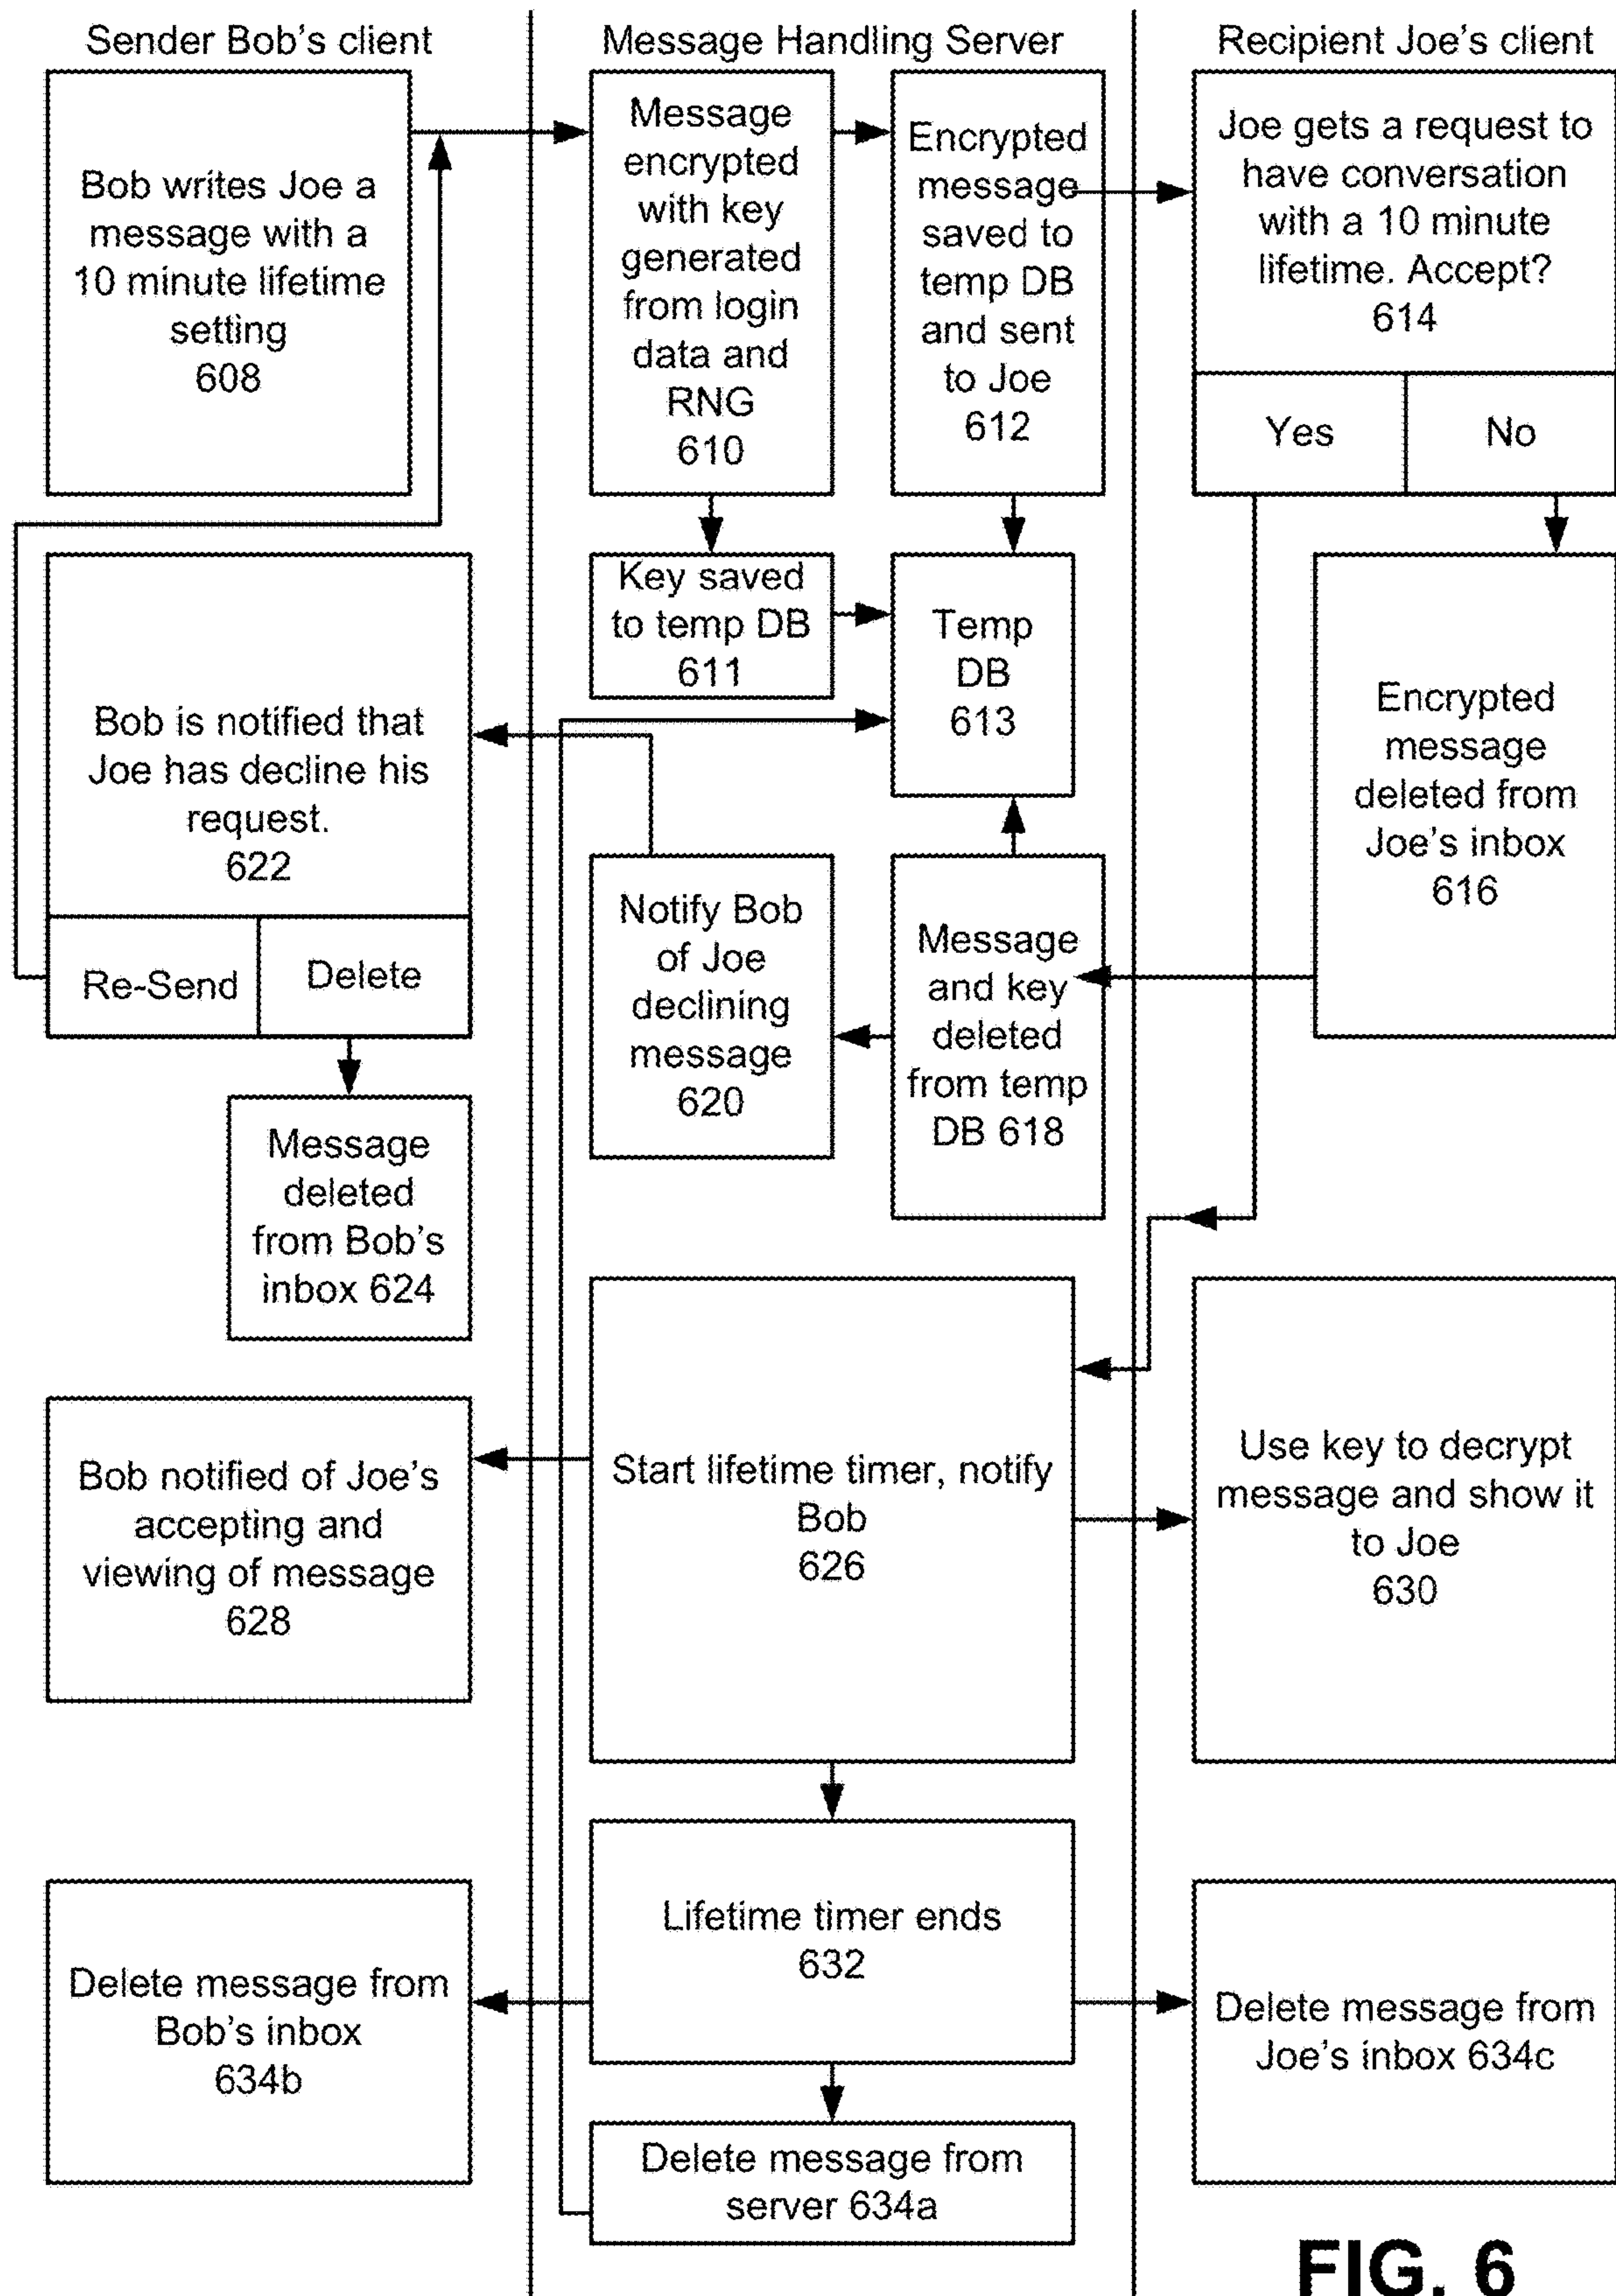 Sender Bob's client
Message Handling Server
Recipient Joe's client
Bob writes Joe a
message with a
10 minute lifetime
setting
608
Message
encrypted
with key
generated
from login
data and
RNG
610
Encrypted
message
saved to
temp DB
and sent
to Joe
612
Joe gets a request to
have conversation
with a 10 minute
lifetime. Accept?
614
Yes
No
Key saved
to temp DB
611
Temp
DB
613
Encrypted
message
deleted from
Joe's inbox
616
Bob is notified that
Joe has decline his
request.
622
Re-Send
Delete
Notify Bob
of Joe
declining
message
620
Message
and key
deleted
from temp
DB 618
Message
deleted
from Bob's
inbox 624
Start lifetime timer, notify
Bob
626
Bob notified of Joe's
accepting and
viewing of message
628
Use key to decrypt
message and show it
to Joe
630
Lifetime timer ends
632
Delete message from
Bob's inbox
634b
Delete message from
Joe's inbox 634c
Delete message from
server 634a
FIG. 6